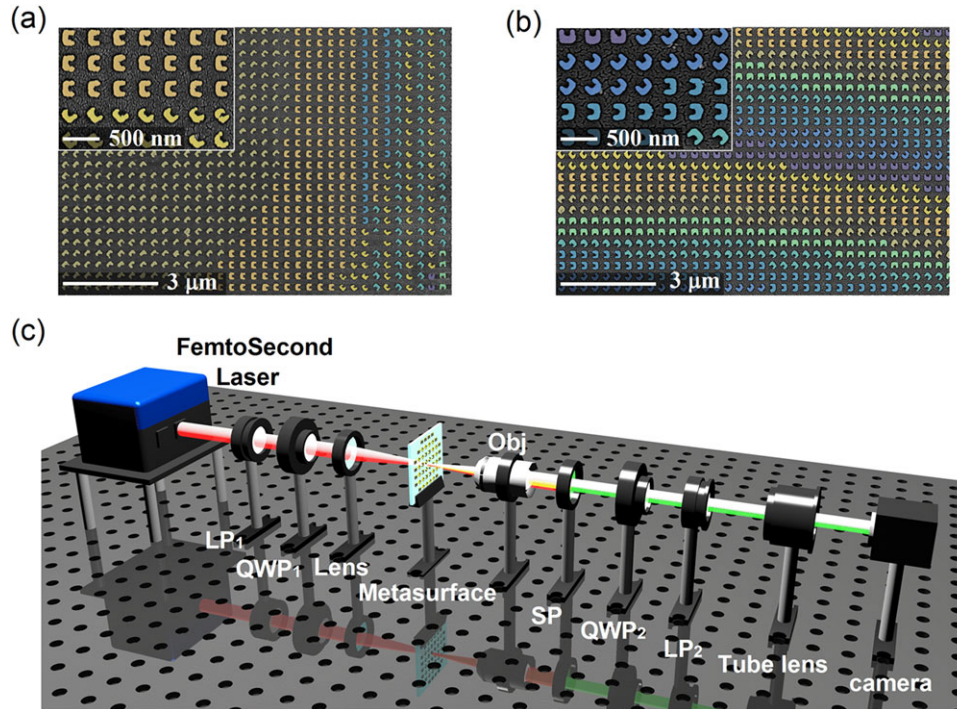 (a)
500 nm
3 μm
(b)
500 nm
3 μm
(c)
FemtoSecond
Laser
LP1
QWP1
Lens
Metasurface
Obj
SP
QWP2
LP2
Tube lens
camera